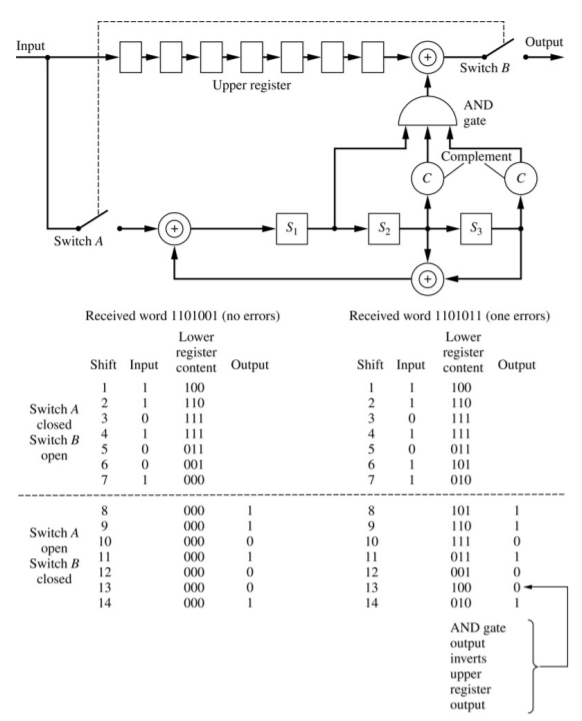 Input
Output
Switch B
Upper register
AND
gate
Complement
C
C
Switch A
S1
S2
S3
Received word 1101001 (no errors)
Lower
register
Shift Input content Output
1 1 100
2 1 110
3 0 111
4 1 111
5 0 011
6 0 001
7 1 000
Switch A
closed
Switch B
open
8 000 1
9 000 1
10 000 0
11 000 1
12 000 0
13 000 0
14 000 1
Switch A
open
Switch B
closed
Received word 1101011 (one errors)
Lower
register
Shift Input content Output
1 1 100
2 1 110
3 0 111
4 1 111
5 0 011
6 1 101
7 1 010
8 101 1
9 110 1
10 111 0
11 011 1
12 001 0
13 100 0
14 010 1
AND gate
output
inverts
upper
register
output